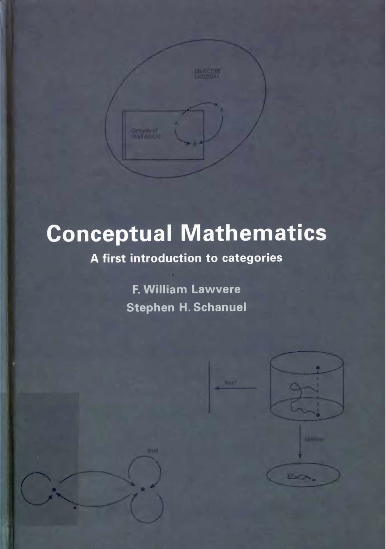 Conceptual Mathematics
A first introduction to categories
F. William Lawvere
Stephen H. Schanuel